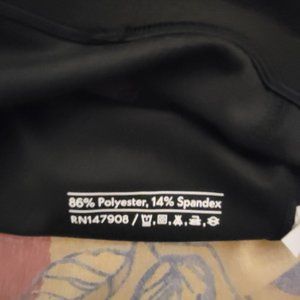 86% Polyester, 14% Spandex
RN147908 /